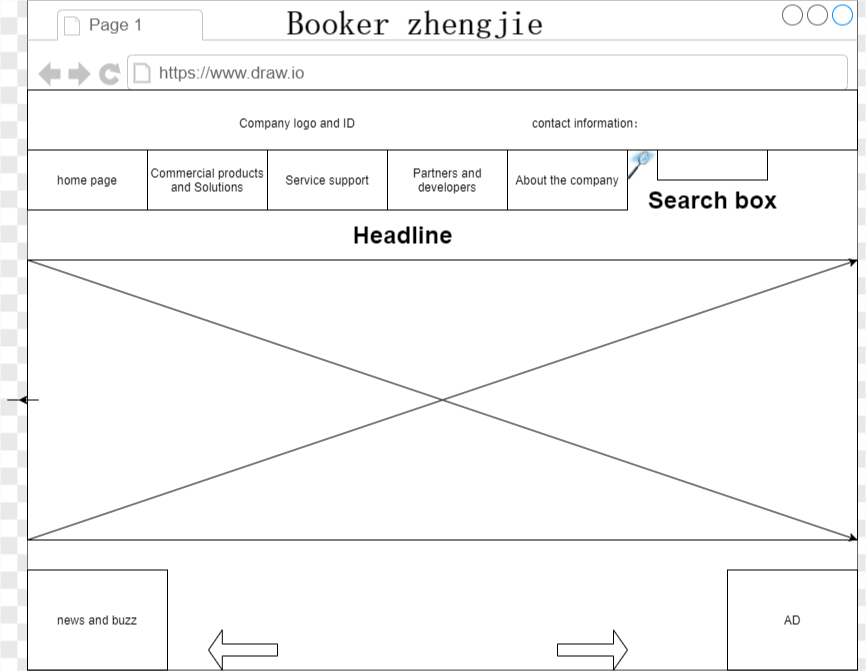 Page 1
Booker zhengjie
https://www.draw.io
Company logo and ID
contact information：
home page
Commercial products
and Solutions
Service support
Partners and
developers
About the company
Search box
Headline
news and buzz
AD